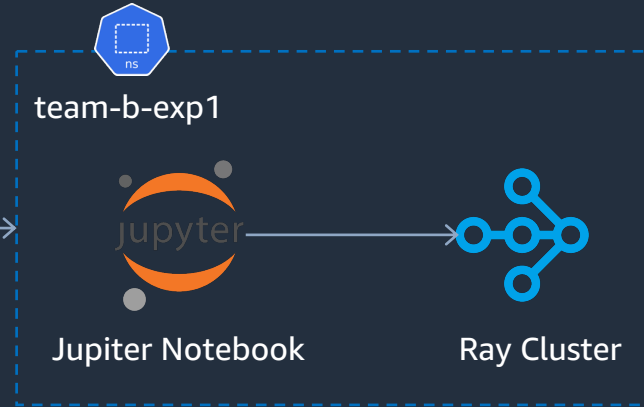 ns
team-b-exp1
jupyter
Jupiter Notebook
Ray Cluster